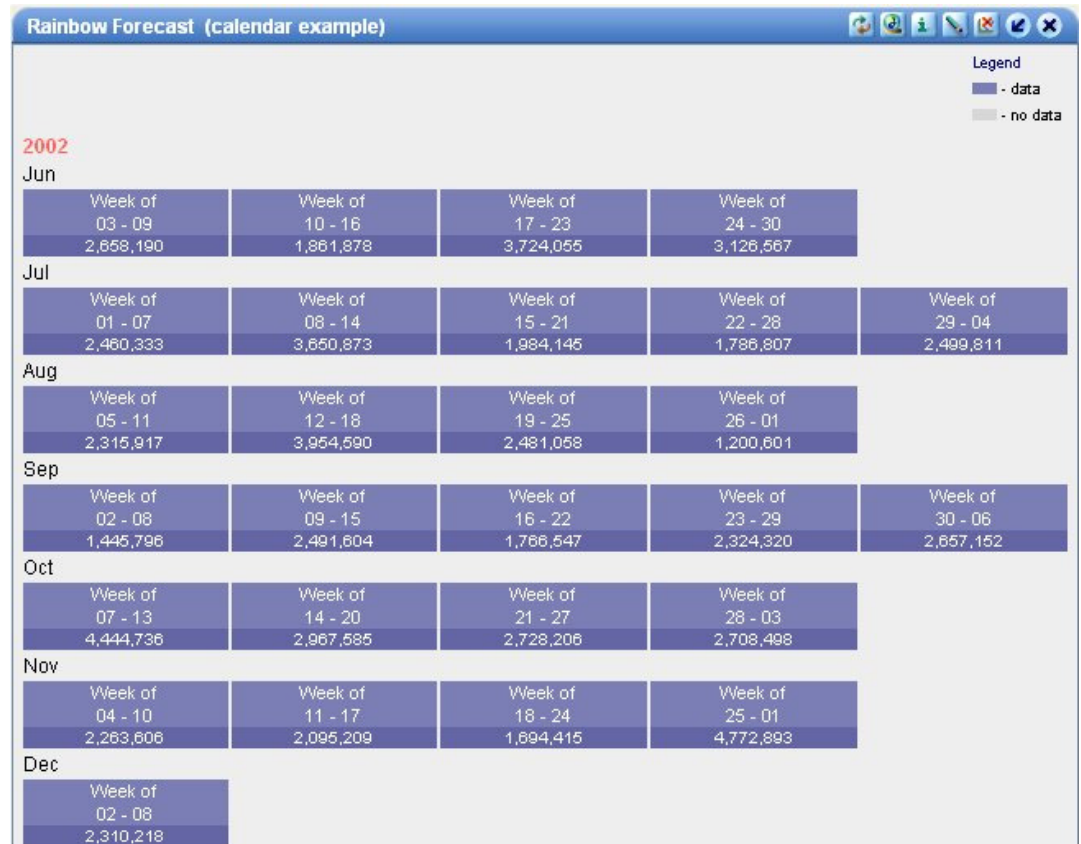 Rainbow Forecast (calendar example)
Legend
- data
- no data
2002
Jun
Week of Week of Week of Week of
03 - 09 10 - 16 17 - 23 24 - 30
2,658,190 1,861,878 3,724,055 3,126,567
Jul
Week of Week of Week of Week of Week of
01 - 07 08 - 14 15 - 21 22 - 28 29 - 04
2,460,333 3,650,873 1,984,145 1,786,807 2,499,811
Aug
Week of Week of Week of Week of
05 - 11 12 - 18 19 - 25 26 - 01
2,315,917 3,954,590 2,481,058 1,200,601
Sep
Week of Week of Week of Week of Week of
02 - 08 09 - 15 16 - 22 23 - 29 30 - 06
1,445,796 2,491,604 1,766,547 2,324,320 2,657,152
Oct
Week of Week of Week of Week of
07 - 13 14 - 20 21 - 27 28 - 03
4,444,736 2,967,585 2,728,206 2,708,498
Nov
Week of Week of Week of Week of
04 - 10 11 - 17 18 - 24 25 - 01
2,263,606 2,095,209 1,694,415 4,772,893
Dec
Week of
02 - 08
2,310,218